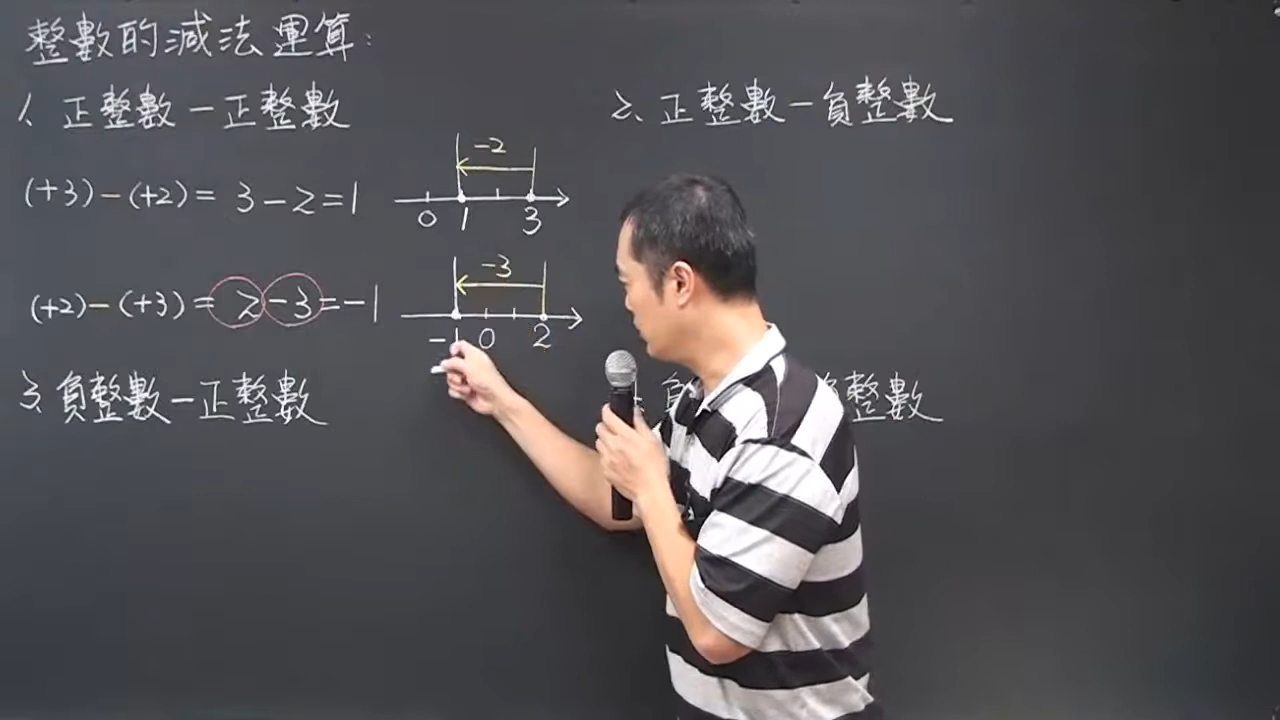 整數的減法運算:
1、正整數－正整數
(+3)－(+2)= 3－2=1
-2
0 1 3
(+2)－(+3)= 2－3=－1
-3
-1 0 2
2、正整數－負整數
3、負整數－正整數
負 負整數